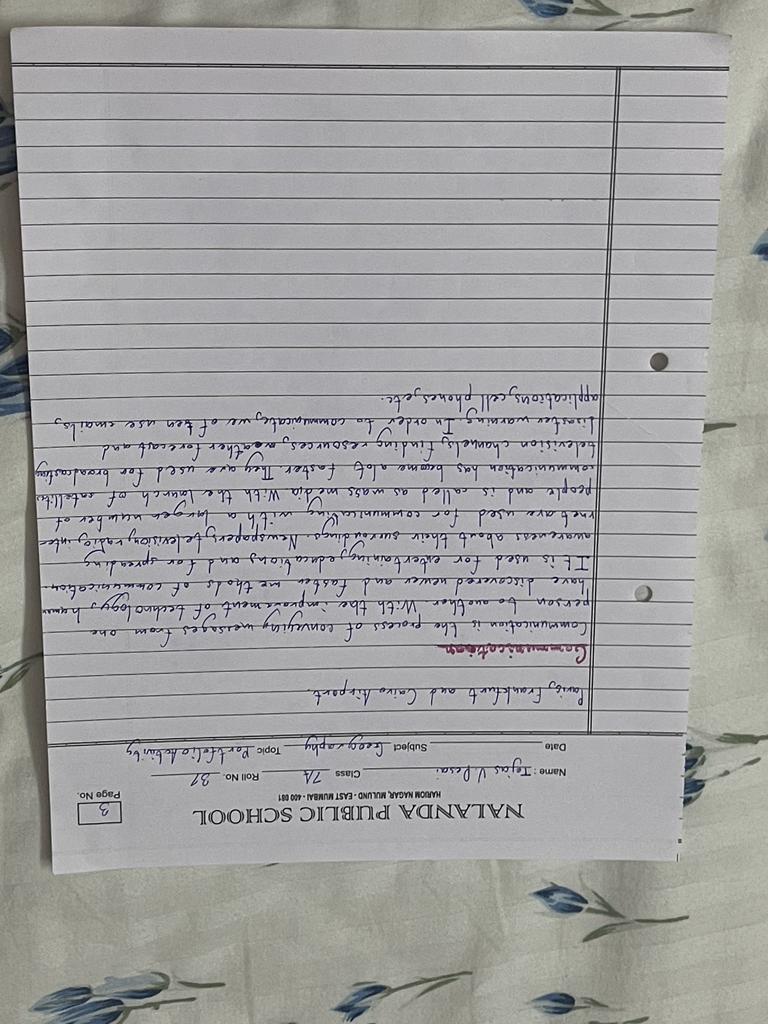 NALANDA PUBLIC SCHOOL
HARIOM NAGAR, MULUND - EAST MUMBAI - 400 081
3
Page No.
Name : Tejas V. Desai Class 7A Roll No. 37
Date Subject Geography Topic Portfolio Activity
Paris, Frankfurt and Cairo Airport.
Communication
Communication is the process of conveying messages from one
person to another. With the improvement of technology, human
have discovered newer and faster methods of communication.
It is used for entertaining, educations and for spreading
awareness about their surroudings. Newspapers, television, radio, inter
rnet are used for communicating with a larger number of
people and is called as mass media. With the launch of satellite
communication has become alot faster. They are used for broadcasting
television channels, finding resources, weather forecast and
disaster warning. In order to communicate, we often use emails,
applications, cell phones, etc.